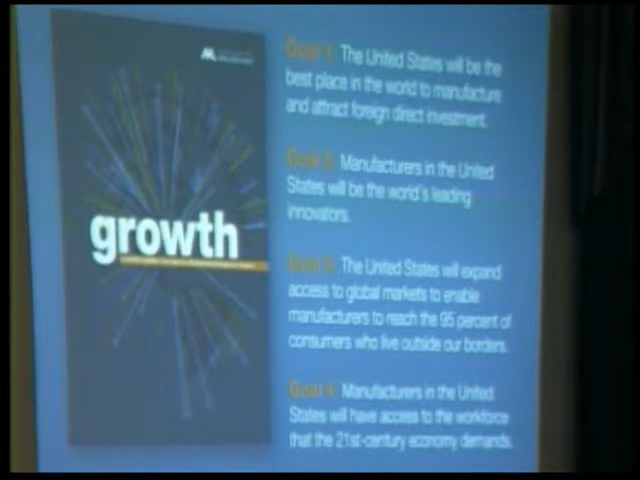 growth
Goal 1: The United States will be the
best place in the world to manufacture
and attract foreign direct investment.
Goal 2: Manufacturers in the United
States will be the world's leading
innovators.
Goal 3: The United States will expand
access to global markets to enable
manufacturers to reach the 95 percent of
consumers who live outside our borders.
Goal 4: Manufacturers in the United
States will have access to the workforce
that the 21st-century economy demands.